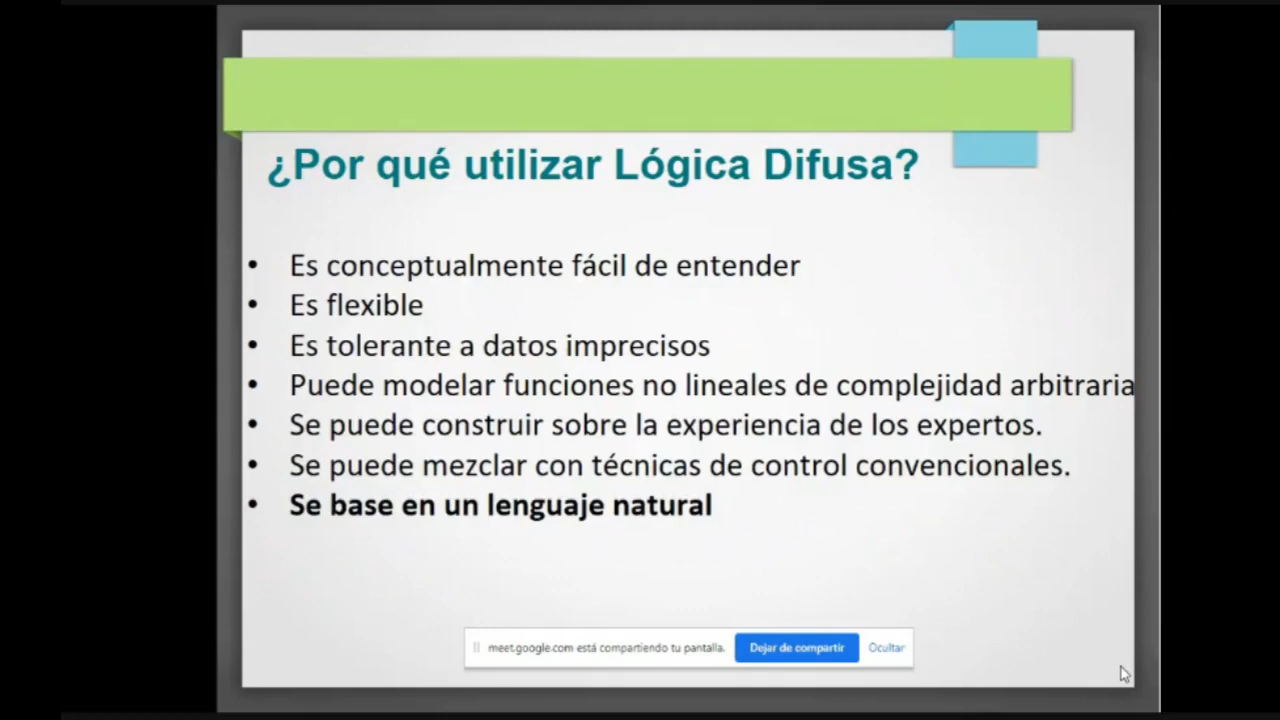 ¿Por qué utilizar Lógica Difusa?
• Es conceptualmente fácil de entender
• Es flexible
• Es tolerante a datos imprecisos
• Puede modelar funciones no lineales de complejidad arbitraria
• Se puede construir sobre la experiencia de los expertos.
• Se puede mezclar con técnicas de control convencionales.
• Se base en un lenguaje natural
meet.google.com está compartiendo tu pantalla. Dejar de compartir Ocultar